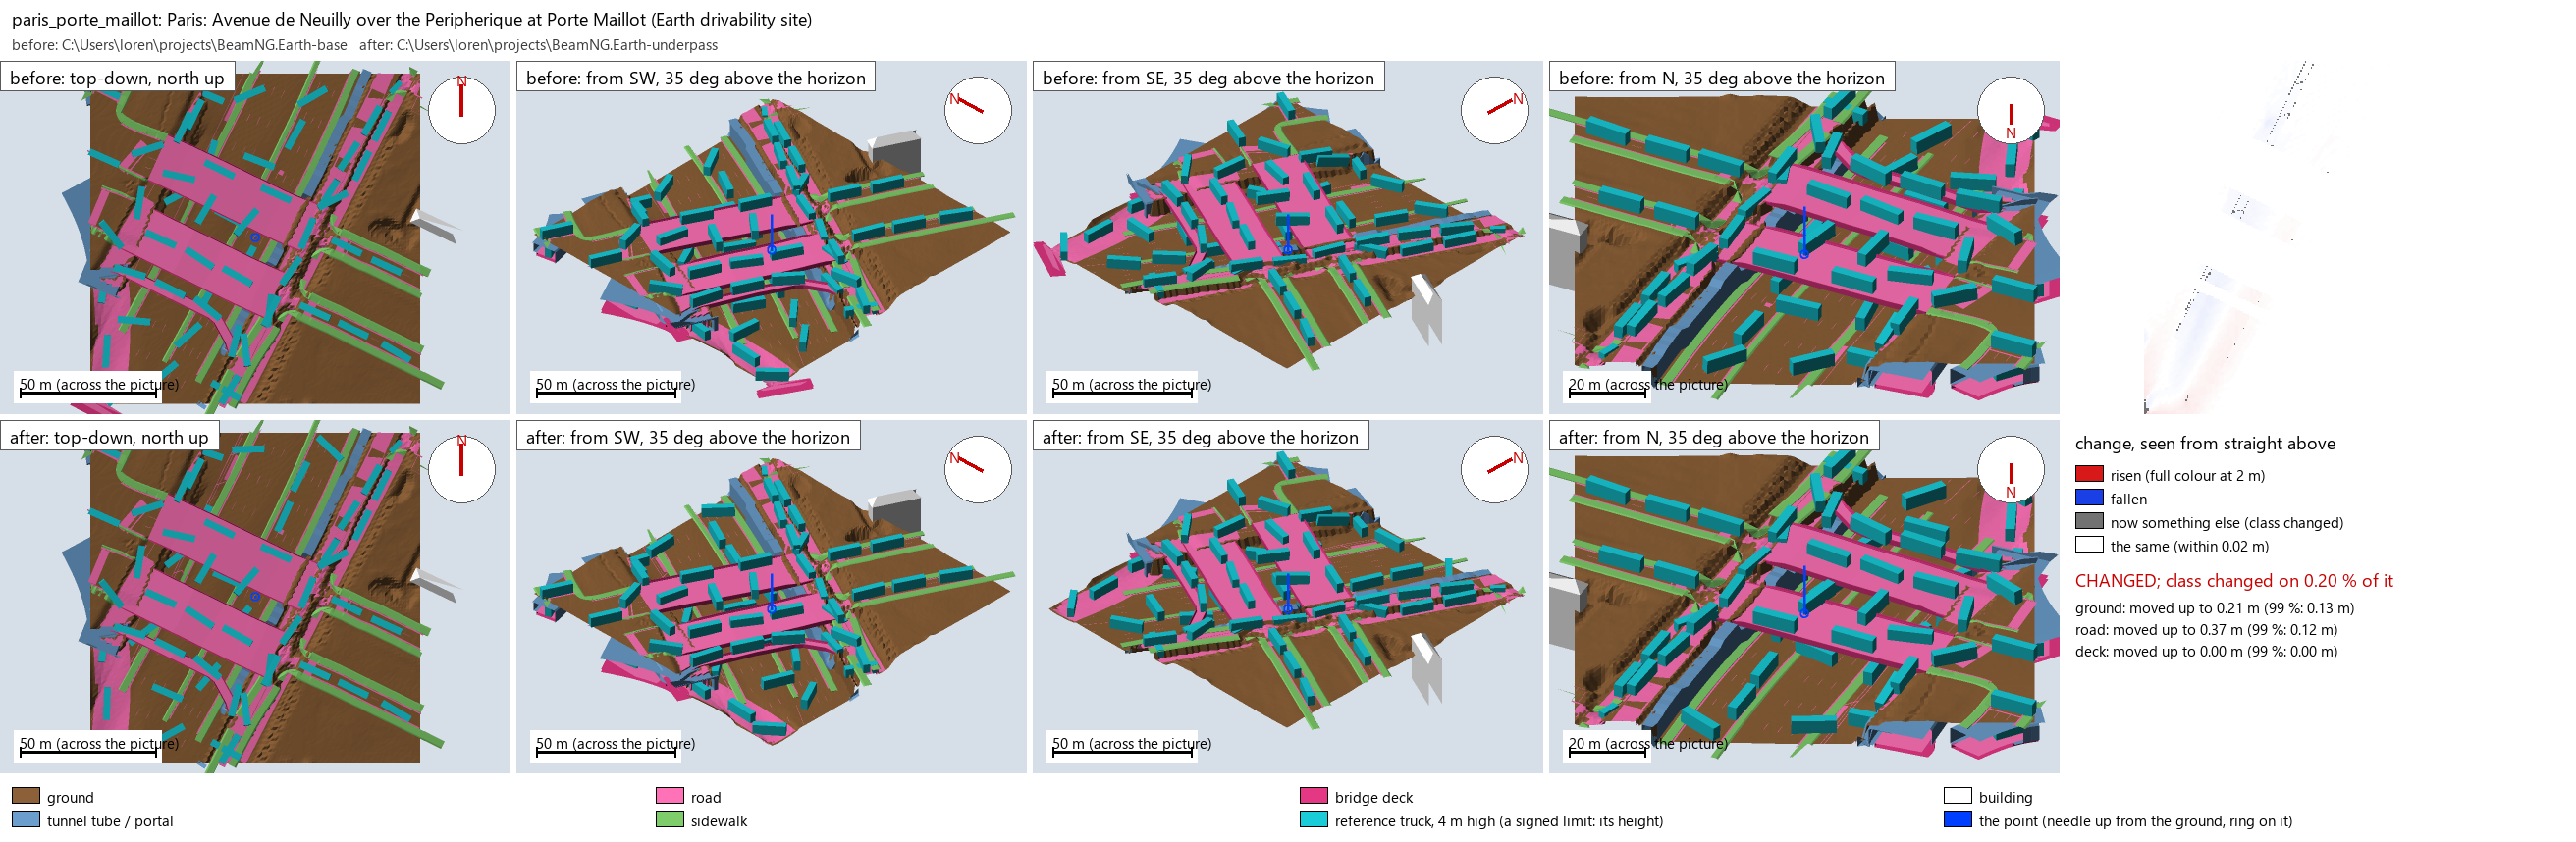 paris_porte_maillot: Paris: Avenue de Neuilly over the Peripherique at Porte Maillot (Earth drivability site)
before: C:\Users\loren\projects\BeamNG.Earth-base   after: C:\Users\loren\projects\BeamNG.Earth-underpass
before: top-down, north up
N
50 m (across the picture)
before: from SW, 35 deg above the horizon
N
50 m (across the picture)
before: from SE, 35 deg above the horizon
N
50 m (across the picture)
before: from N, 35 deg above the horizon
N
20 m (across the picture)
after: top-down, north up
N
50 m (across the picture)
after: from SW, 35 deg above the horizon
N
50 m (across the picture)
after: from SE, 35 deg above the horizon
N
50 m (across the picture)
after: from N, 35 deg above the horizon
N
20 m (across the picture)
change, seen from straight above
risen (full colour at 2 m)
fallen
now something else (class changed)
the same (within 0.02 m)
CHANGED; class changed on 0.20 % of it
ground: moved up to 0.21 m (99 %: 0.13 m)
road: moved up to 0.37 m (99 %: 0.12 m)
deck: moved up to 0.00 m (99 %: 0.00 m)
ground
road
bridge deck
building
tunnel tube / portal
sidewalk
reference truck, 4 m high (a signed limit: its height)
the point (needle up from the ground, ring on it)